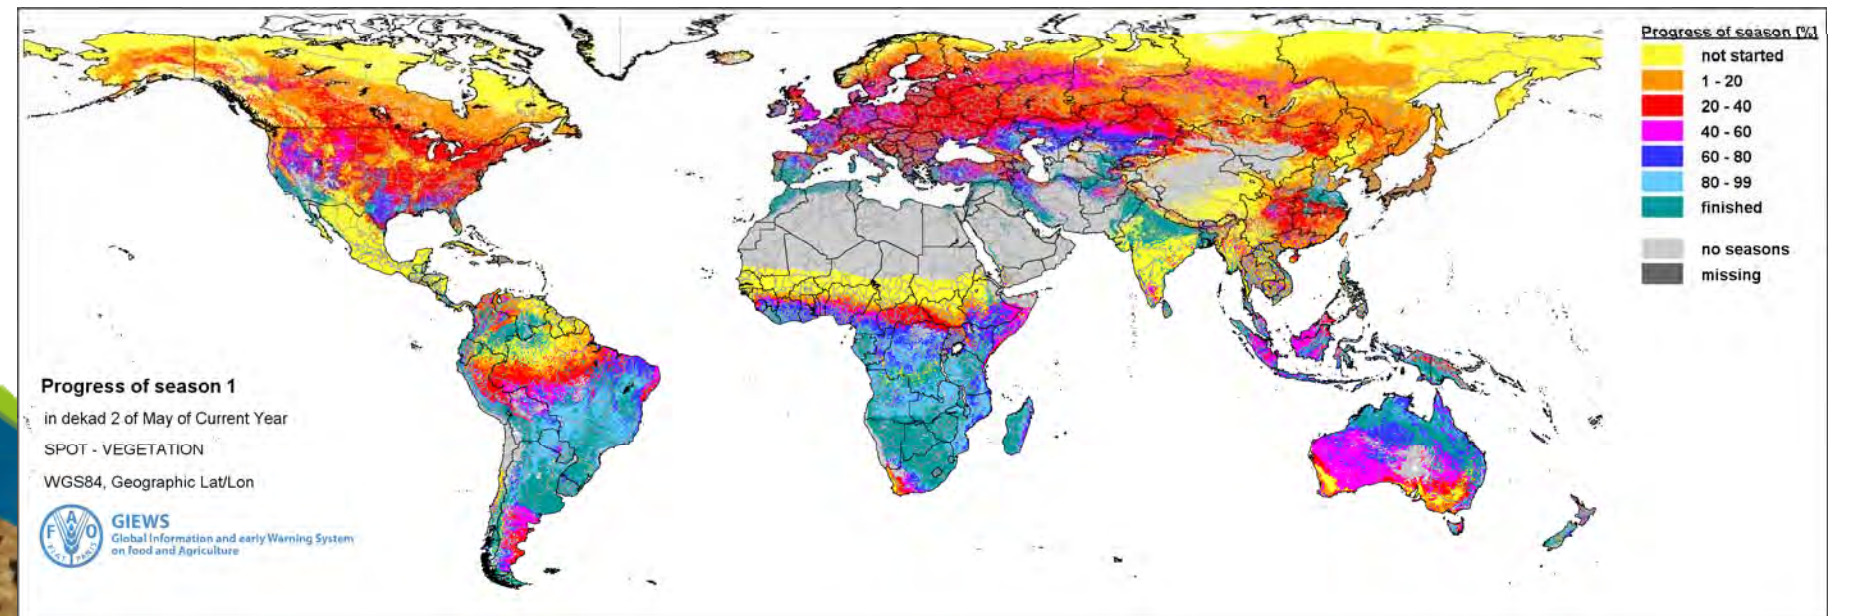 Progress of season [%]
not started
1 - 20
20 - 40
40 - 60
60 - 80
80 - 99
finished
no seasons
missing
Progress of season 1
in dekad 2 of May of Current Year
SPOT - VEGETATION
WGS84, Geographic Lat/Lon
F A O
FIAT PANIS
GIEWS
Global Information and early Warning System
on food and Agriculture